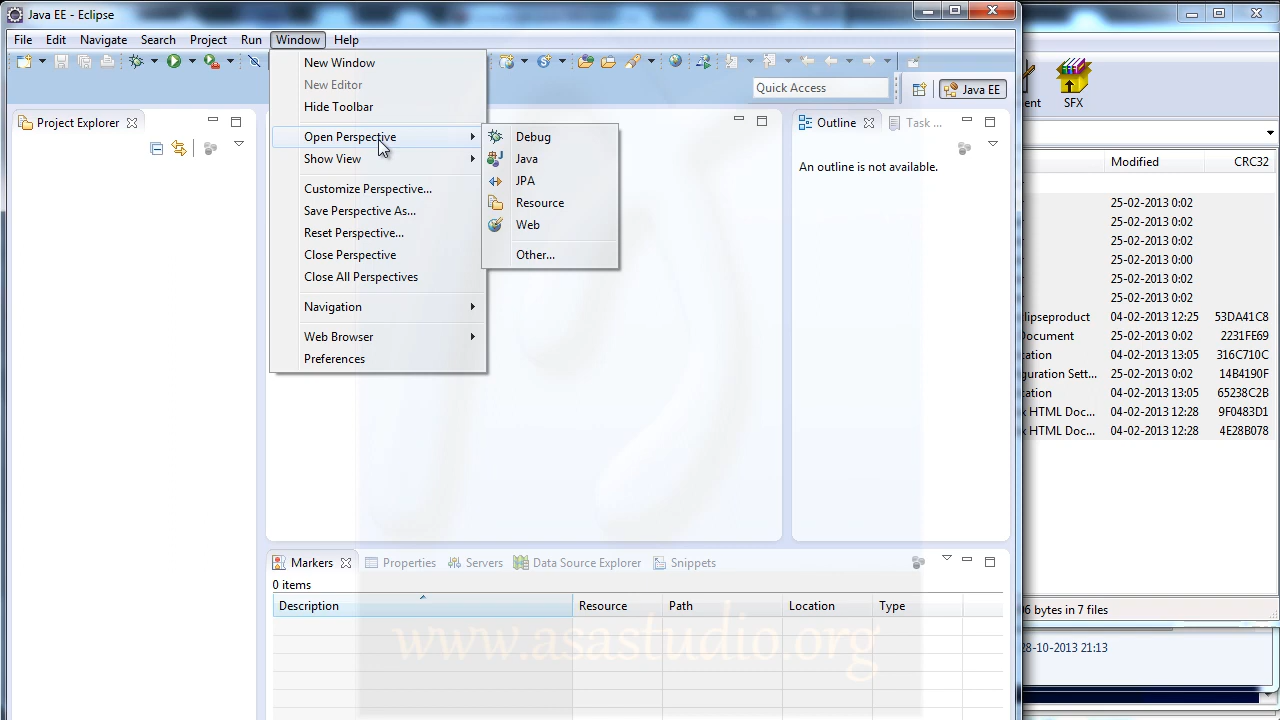 Java EE - Eclipse
File Edit Navigate Search Project Run Window Help
Quick Access
Java EE
New Window
New Editor
Hide Toolbar
Open Perspective
Show View
Customize Perspective...
Save Perspective As...
Reset Perspective...
Close Perspective
Close All Perspectives
Navigation
Web Browser
Preferences
Debug
Java
JPA
Resource
Web
Other...
Project Explorer
Outline
Task ...
An outline is not available.
Markers Properties Servers Data Source Explorer Snippets
0 items
Description Resource Path Location Type
www.asastudio.org
ent SFX
Modified CRC32
25-02-2013 0:02
25-02-2013 0:02
25-02-2013 0:02
25-02-2013 0:00
25-02-2013 0:02
25-02-2013 0:02
lipseproduct 04-02-2013 12:25 53DA41C8
Document 25-02-2013 0:02 2231FE69
ation 04-02-2013 13:05 316C710C
guration Sett... 25-02-2013 0:02 14B4190F
ation 04-02-2013 13:05 65238C2B
x HTML Doc... 04-02-2013 12:28 9F0483D1
x HTML Doc... 04-02-2013 12:28 4E28B078
06 bytes in 7 files
28-10-2013 21:13